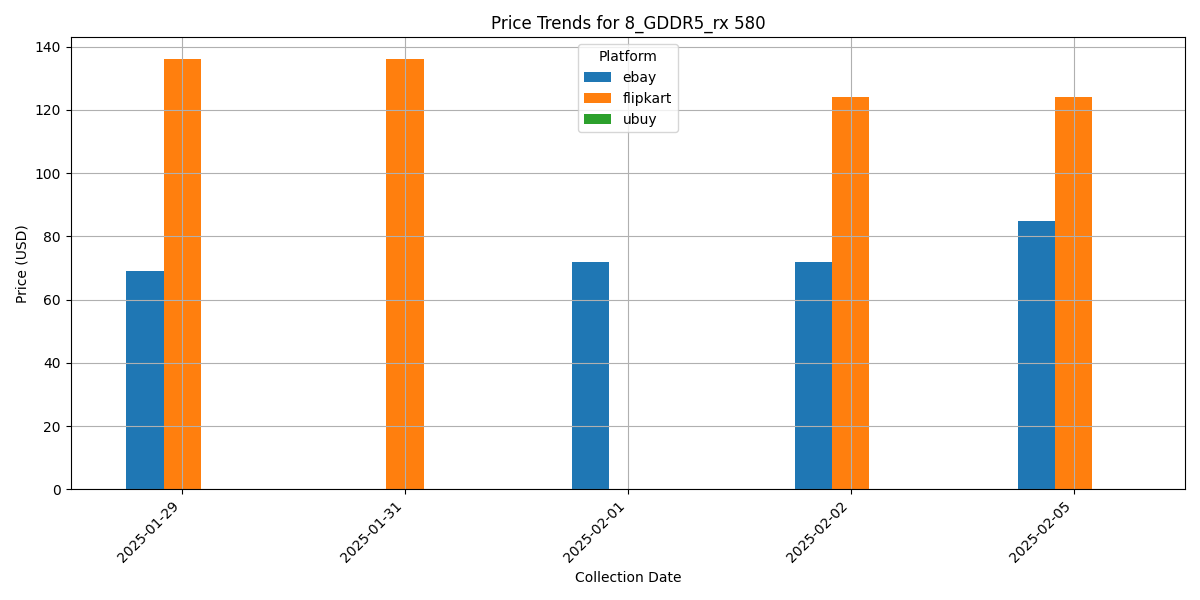 Price Trends for 8_GDDR5_rx 580
Platform
ebay
flipkart
ubuy
Price (USD)
140
120
100
80
60
40
20
0
2025-01-29
2025-01-31
2025-02-01
2025-02-02
2025-02-05
Collection Date